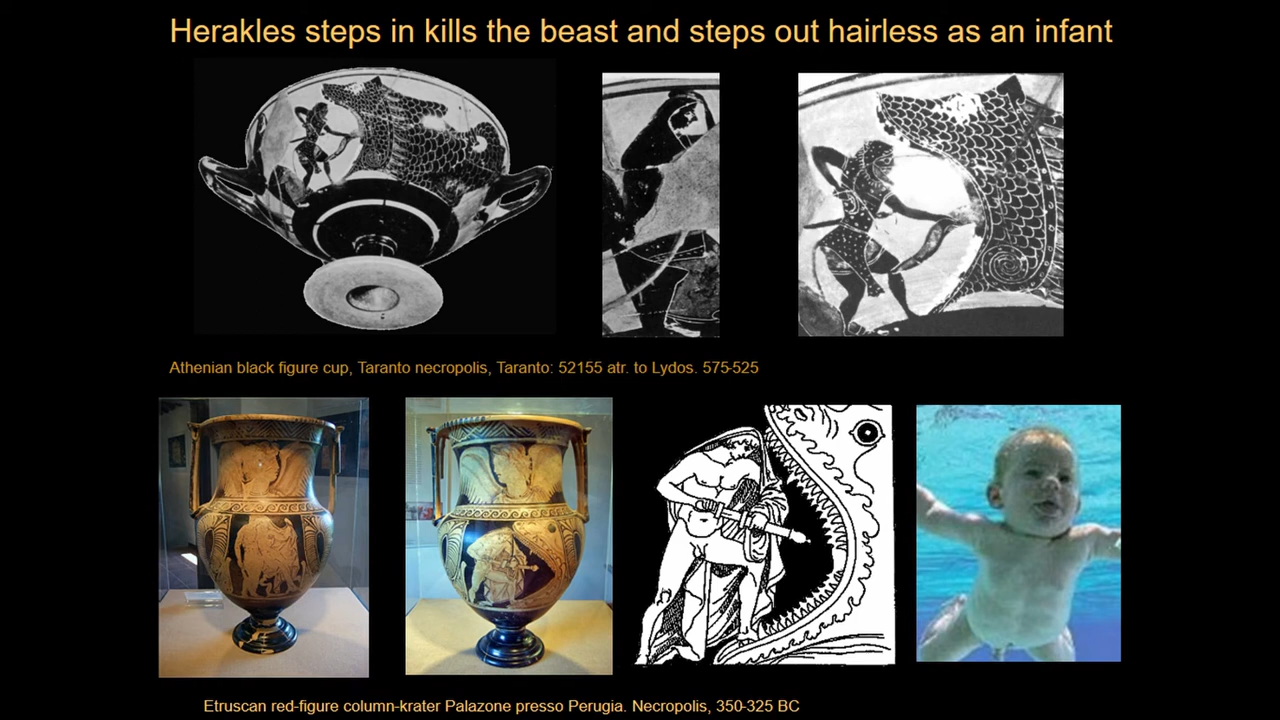 Herakles steps in kills the beast and steps out hairless as an infant
Athenian black figure cup, Taranto necropolis, Taranto: 52155 atr. to Lydos. 575-525
Etruscan red-figure column-krater Palazone presso Perugia. Necropolis, 350-325 BC